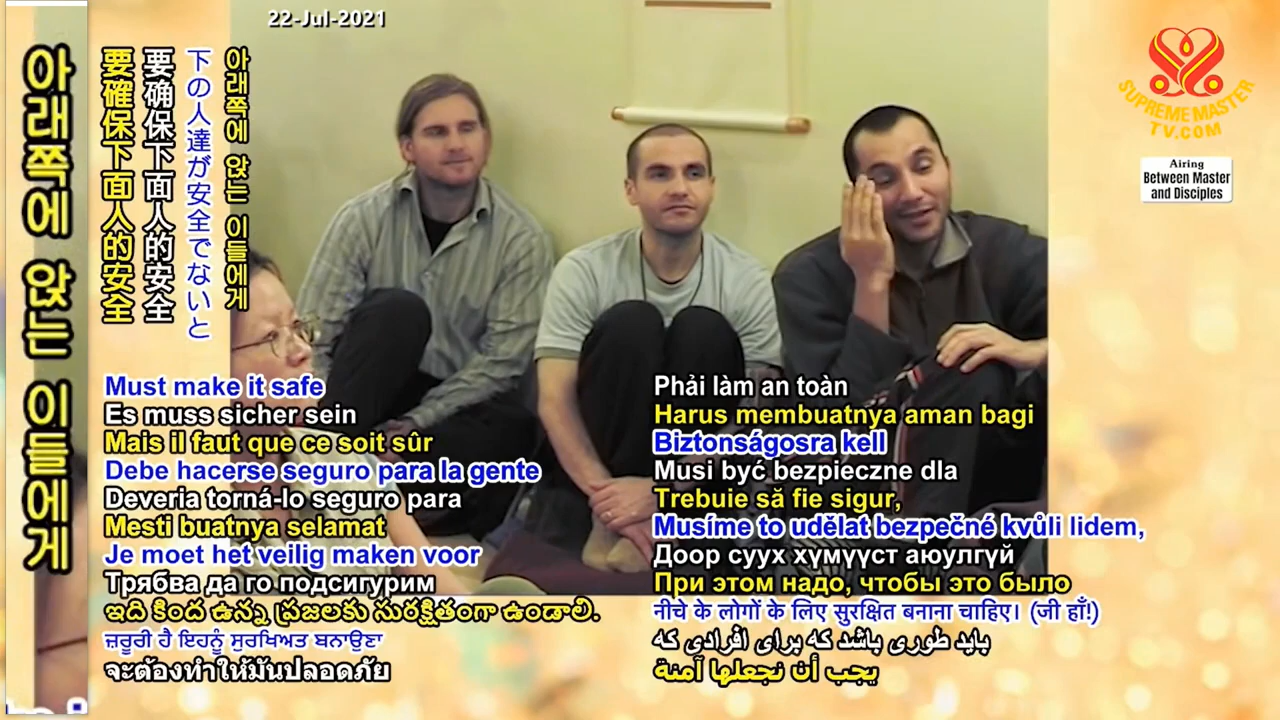 22-Jul-2021
아래쪽에 앉는 이들에게
要確保下面人的安全
要确保下面人的安全
下の人達が安全でないと
아래쪽에 앉는 이들에게
SUPREME MASTER
TV.COM
Airing
Between Master
and Disciples
Must make it safe
Es muss sicher sein
Mais il faut que ce soit sûr
Debe hacerse seguro para la gente
Deveria torná-lo seguro para
Mesti buatnya selamat
Je moet het veilig maken voor
Трябва да го подсигурим
ఇది కింద ఉన్న ప్రజలకు సురక్షితంగా ఉండాలి.
ਜ਼ਰੂਰੀ ਹੈ ਇਹਨੂੰ ਸੁਰਖਿਅਤ ਬਨਾਉਣਾ
จะต้องทำให้มันปลอดภัย
Phải làm an toàn
Harus membuatnya aman bagi
Biztonságosra kell
Musi być bezpieczne dla
Trebuie să fie sigur,
Musíme to udělat bezpečné kvůli lidem,
Доор суух хүмүүст аюулгүй
При этом надо, чтобы это было
नीचे के लोगों के लिए सुरक्षित बनाना चाहिए। (जी हाँ!)
باید طوری باشد که برای افرادی که
يجب أن نجعلها آمنة